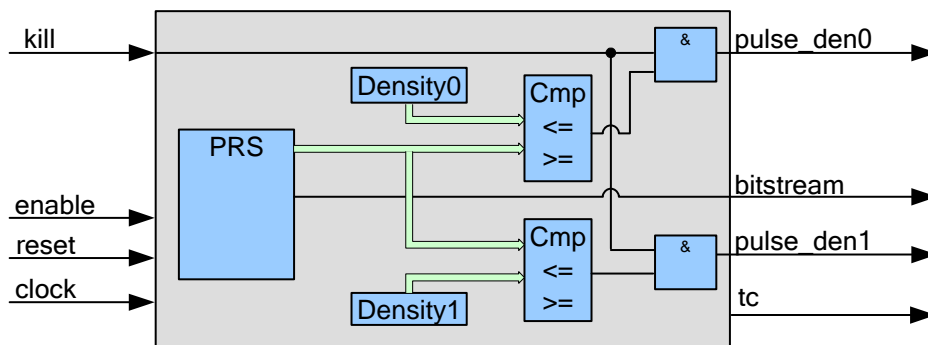 kill
&
pulse_den0
Density0
Cmp
<=
>=
PRS
bitstream
enable
reset
clock
Cmp
<=
>=
&
pulse_den1
Density1
tc